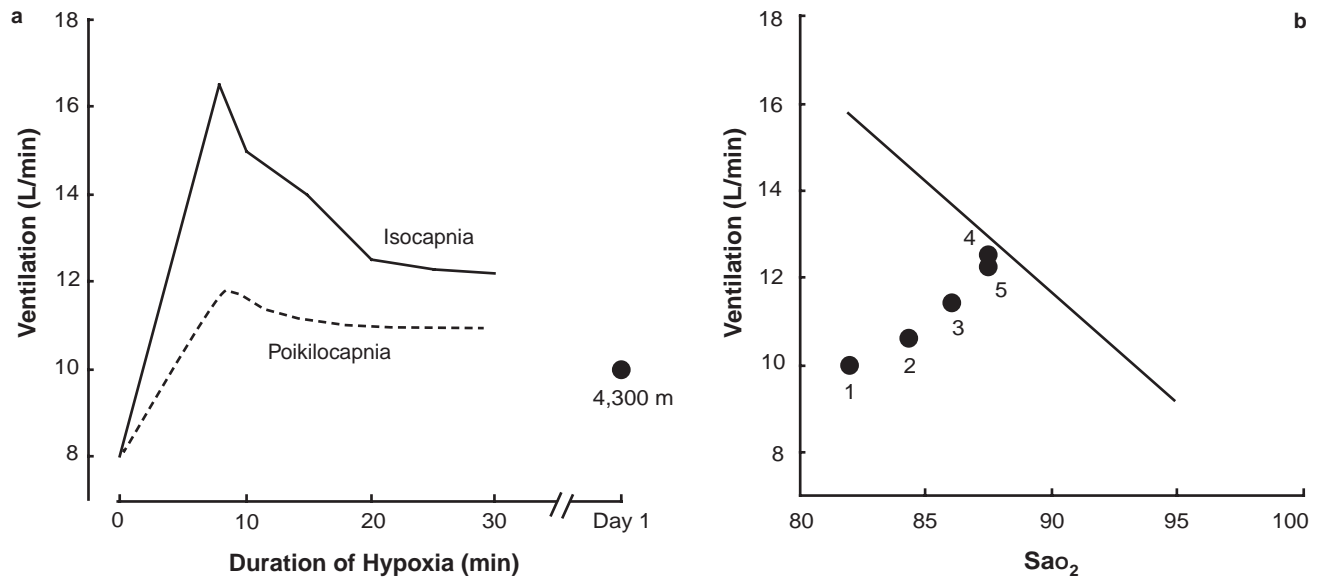 a
18
16
14
12
10
8
Ventilation (L/min)
Isocapnia
Poikilocapnia
4,300 m
0
10
20
30
Day 1
Duration of Hypoxia (min)
b
18
16
14
12
10
8
Ventilation (L/min)
4
5
3
2
1
80
85
90
95
100
SaO₂